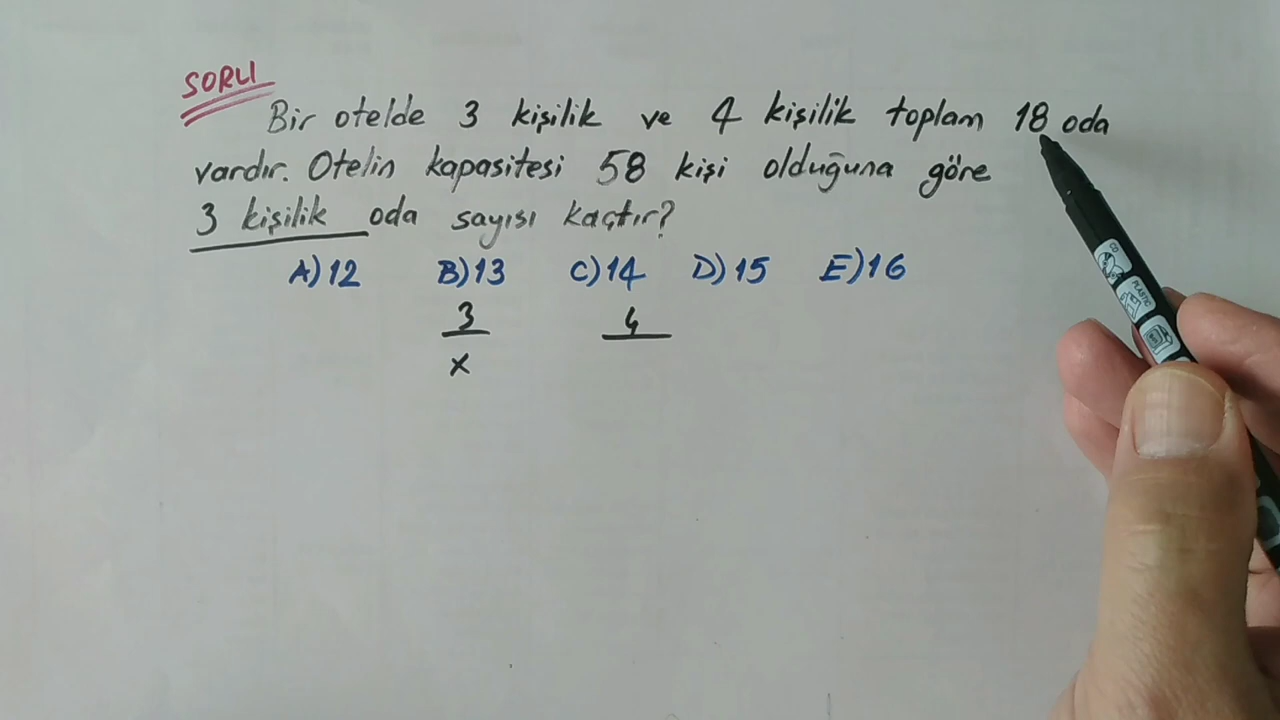 SORU
Bir otelde 3 kişilik ve 4 kişilik toplam 18 oda
vardır. Otelin kapasitesi 58 kişi olduğuna göre
3 kişilik oda sayısı kaçtır?
A)12 B)13 C)14 D)15 E)16
3 4
x